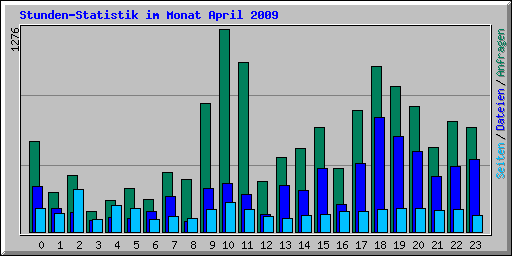 Stunden-Statistik im Monat April 2009
1276
Seiten / Dateien / Anfragen
0 1 2 3 4 5 6 7 8 9 10 11 12 13 14 15 16 17 18 19 20 21 22 23